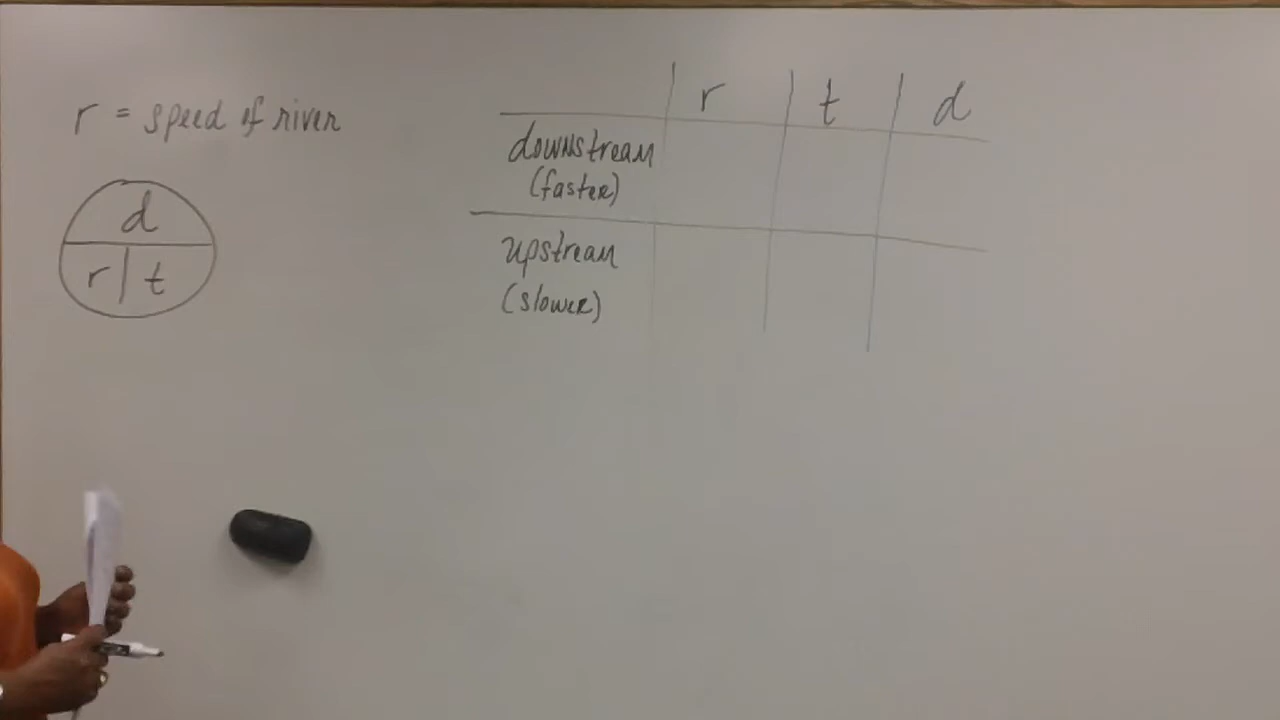 r = speed of river
d
r t
r t d
downstream
(faster)
upstream
(slower)